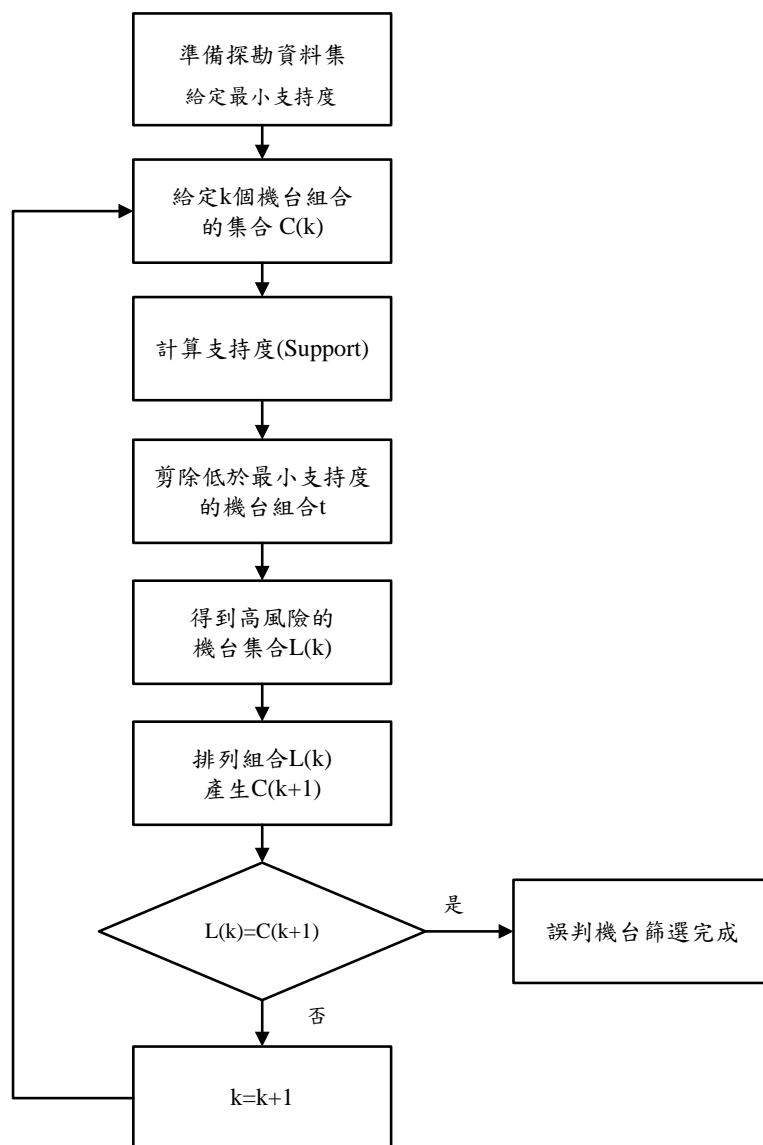 準備探勘資料集
給定最小支持度
給定k個機台組合
的集合 C(k)
計算支持度(Support)
剪除低於最小支持度
的機台組合t
得到高風險的
機台集合L(k)
排列組合L(k)
產生C(k+1)
L(k)=C(k+1)
是
誤判機台篩選完成
否
k=k+1